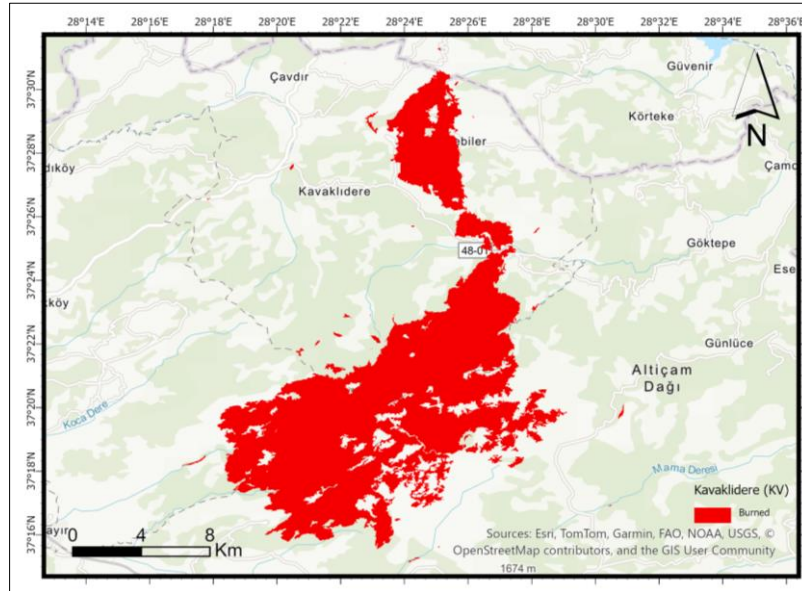 28°14'E 28°16'E 28°18'E 28°20'E 28°22'E 28°24'E 28°26'E 28°28'E 28°30'E 28°32'E 28°34'E 28°36'E
37°30'N
37°28'N
37°26'N
37°24'N
37°22'N
37°20'N
37°18'N
37°16'N
Güvenir
Çavdır
Körteke
N
ebiler
dıköy
Çamo
Kavaklıdere
48-01
Göktepe
Ese
köy
Günlüce
Altıçam
Dağı
Koca Dere
Mama Deresi
Kavaklidere (KV)
Burned
ayır
0 4 8
Km
Sources: Esri, TomTom, Garmin, FAO, NOAA, USGS, ©
OpenStreetMap contributors, and the GIS User Community
1674 m